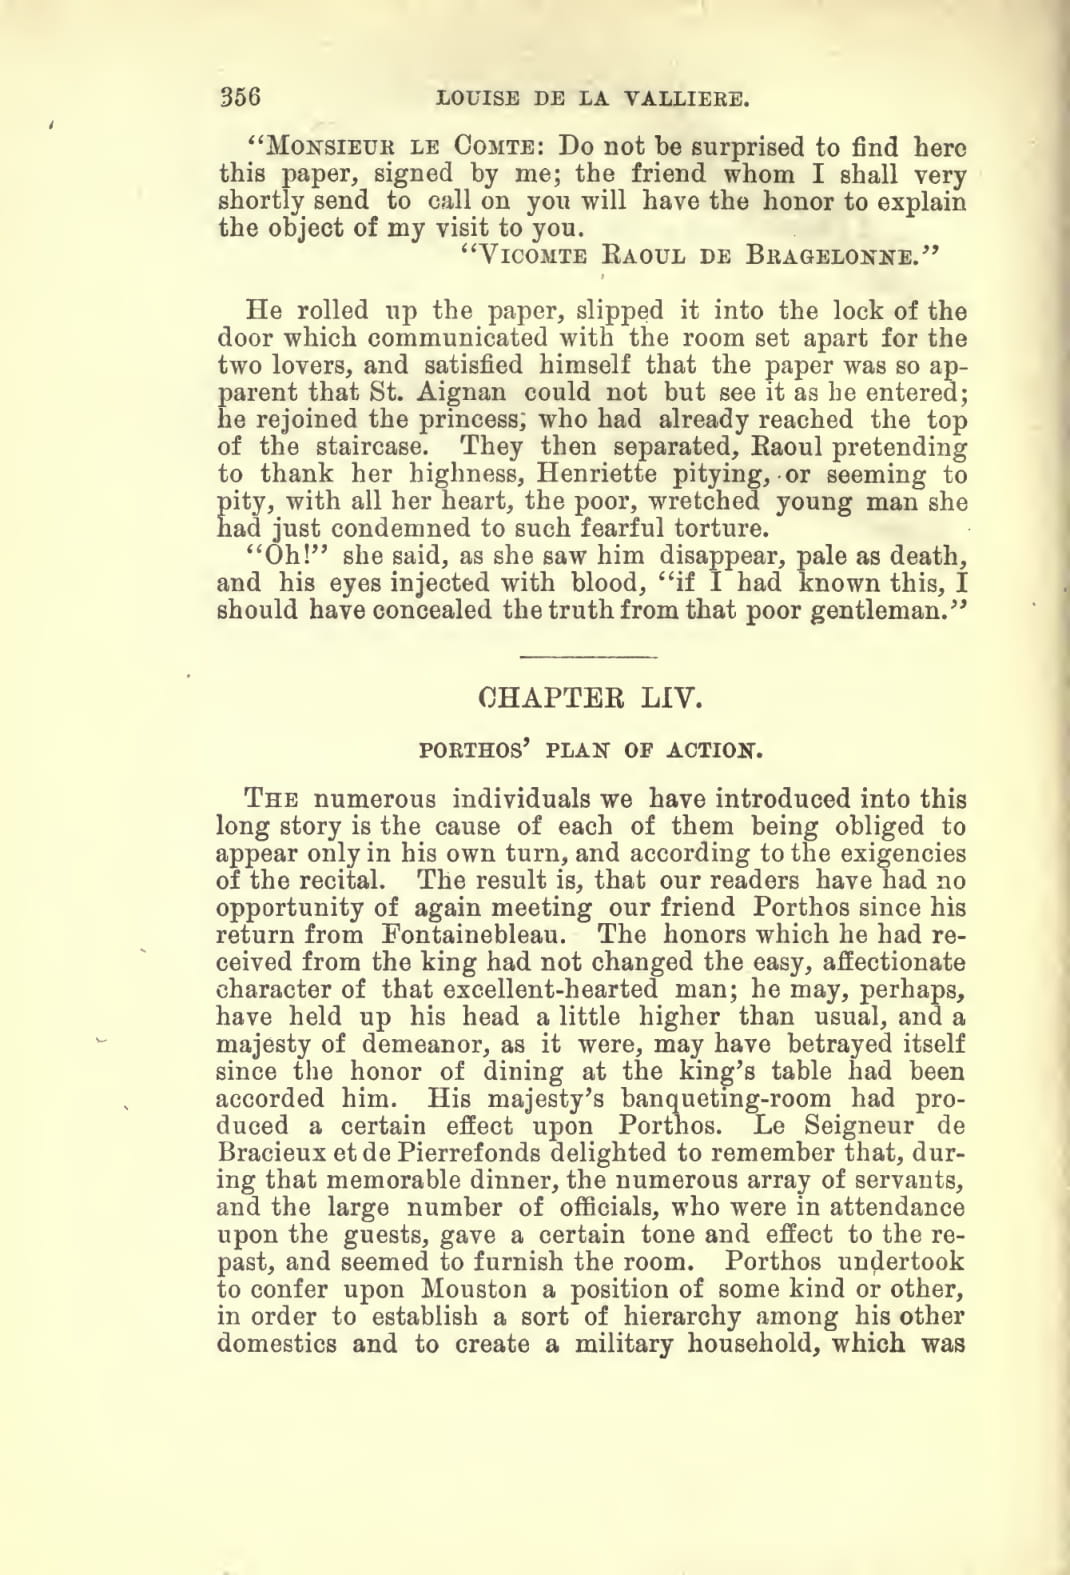 356 LOUISE DE LA VALLIERE.
“MONSIEUR LE COMTE: Do not be surprised to find here
this paper, signed by me; the friend whom I shall very
shortly send to call on you will have the honor to explain
the object of my visit to you.
“VICOMTE RAOUL DE BRAGELONNE.”
He rolled up the paper, slipped it into the lock of the
door which communicated with the room set apart for the
two lovers, and satisfied himself that the paper was so ap-
parent that St. Aignan could not but see it as he entered;
he rejoined the princess; who had already reached the top
of the staircase. They then separated, Raoul pretending
to thank her highness, Henriette pitying, or seeming to
pity, with all her heart, the poor, wretched young man she
had just condemned to such fearful torture.
“Oh!” she said, as she saw him disappear, pale as death,
and his eyes injected with blood, “if I had known this, I
should have concealed the truth from that poor gentleman.”
CHAPTER LIV.
PORTHOS’ PLAN OF ACTION.
THE numerous individuals we have introduced into this
long story is the cause of each of them being obliged to
appear only in his own turn, and according to the exigencies
of the recital. The result is, that our readers have had no
opportunity of again meeting our friend Porthos since his
return from Fontainebleau. The honors which he had re-
ceived from the king had not changed the easy, affectionate
character of that excellent-hearted man; he may, perhaps,
have held up his head a little higher than usual, and a
majesty of demeanor, as it were, may have betrayed itself
since the honor of dining at the king’s table had been
accorded him. His majesty’s banqueting-room had pro-
duced a certain effect upon Porthos. Le Seigneur de
Bracieux et de Pierrefonds delighted to remember that, dur-
ing that memorable dinner, the numerous array of servants,
and the large number of officials, who were in attendance
upon the guests, gave a certain tone and effect to the re-
past, and seemed to furnish the room. Porthos undertook
to confer upon Mouston a position of some kind or other,
in order to establish a sort of hierarchy among his other
domestics and to create a military household, which was